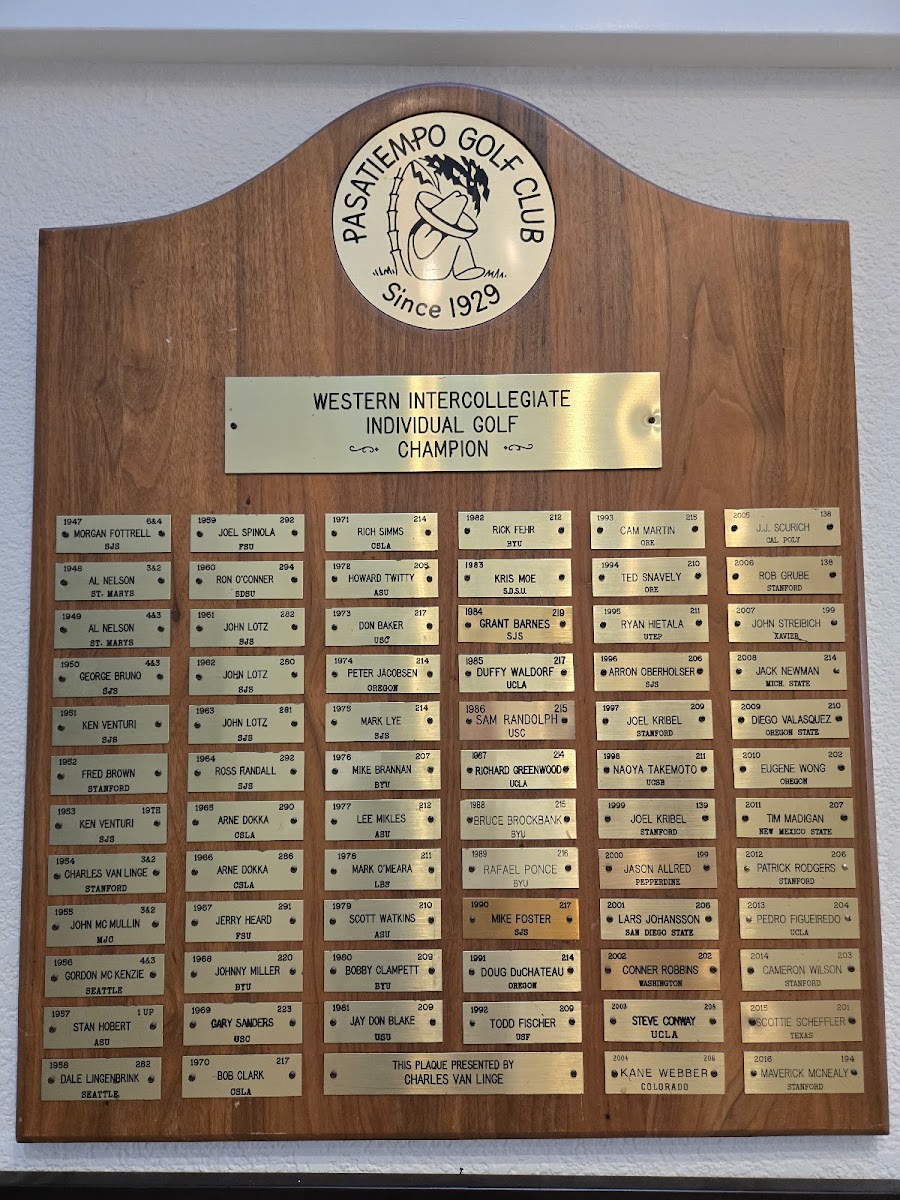 PASATIEMPO GOLF CLUB
Since 1929
WESTERN INTERCOLLEGIATE
INDIVIDUAL GOLF
CHAMPION
1947 6&4
MORGAN FOTTRELL
SJS
1948 3&2
AL NELSON
ST. MARYS
1949 4&3
AL NELSON
ST. MARYS
1950 4&3
GEORGE BRUNO
SJS
1951
KEN VENTURI
SJS
1952
FRED BROWN
STANFORD
1953 19TH
KEN VENTURI
SJS
1954 3&2
CHARLES VAN LINGE
STANFORD
1955 3&2
JOHN MC MULLIN
MJC
1956 4&3
GORDON MC KENZIE
SEATTLE
1957 1 UP
STAN HOBERT
ASU
1958 282
DALE LINGENBRINK
SEATTLE
1959 292
JOEL SPINOLA
FSU
1960 294
RON O'CONNER
SDSU
1961 282
JOHN LOTZ
SJS
1962 280
JOHN LOTZ
SJS
1963 281
JOHN LOTZ
SJS
1964 292
ROSS RANDALL
SJS
1965 290
ARNE DOKKA
CSLA
1966 286
ARNE DOKKA
CSLA
1967 291
JERRY HEARD
FSU
1968 220
JOHNNY MILLER
BYU
1969 223
GARY SANDERS
USC
1970 217
BOB CLARK
CSLA
1971 214
RICH SIMMS
CSLA
1972 205
HOWARD TWITTY
ASU
1973 217
DON BAKER
USC
1974 214
PETER JACOBSEN
OREGON
1975 214
MARK LYE
SJS
1976 207
MIKE BRANNAN
BYU
1977 212
LEE MIKLES
ASU
1978 211
MARK O'MEARA
LBS
1979 210
SCOTT WATKINS
ASU
1980 209
BOBBY CLAMPETT
BYU
1981 209
JAY DON BLAKE
USU
THIS PLAQUE PRESENTED BY
CHARLES VAN LINGE
1982 212
RICK FEHR
BYU
1983
KRIS MOE
S.D.S.U.
1984 219
GRANT BARNES
SJS
1985 217
DUFFY WALDORF
UCLA
1986 215
SAM RANDOLPH
USC
1987 214
RICHARD GREENWOOD
UCLA
1988 215
BRUCE BROCKBANK
BYU
1989 216
RAFAEL PONCE
BYU
1990 217
MIKE FOSTER
SJS
1991 214
DOUG DuCHATEAU
OREGON
1992 209
TODD FISCHER
USF
1993 215
CAM MARTIN
ORE
1994 210
TED SNAVELY
ORE
1995 211
RYAN HIETALA
UTEP
1996 206
ARRON OBERHOLSER
SJS
1997 209
JOEL KRIBEL
STANFORD
1998 211
NAOYA TAKEMOTO
UCSB
1999 139
JOEL KRIBEL
STANFORD
2000 199
JASON ALLRED
PEPPERDINE
2001 206
LARS JOHANSSON
SAN DIEGO STATE
2002 202
CONNER ROBBINS
WASHINGTON
2003 205
STEVE CONWAY
UCLA
2004 206
KANE WEBBER
COLORADO
2005 138
J.J. SCURICH
CAL POLY
2006 138
ROB GRUBE
STANFORD
2007 199
JOHN STREIBICH
XAVIER
2008 214
JACK NEWMAN
MICH. STATE
2009 210
DIEGO VALASQUEZ
OREGON STATE
2010 202
EUGENE WONG
OREGON
2011 207
TIM MADIGAN
NEW MEXICO STATE
2012 206
PATRICK RODGERS
STANFORD
2013 204
PEDRO FIGUEIREDO
UCLA
2014 203
CAMERON WILSON
STANFORD
2015 201
SCOTTIE SCHEFFLER
TEXAS
2016 194
MAVERICK MCNEALY
STANFORD